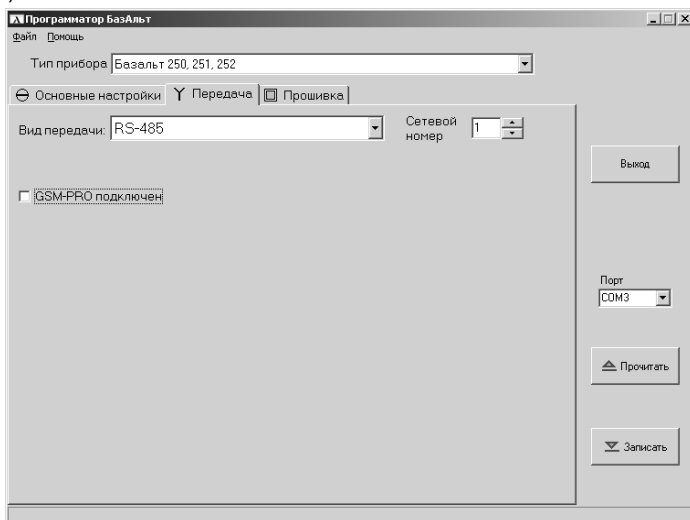 )
Программатор БазАльт
Файл Помощь
Тип прибора Базальт 250, 251, 252
Основные настройки Передача Прошивка
Вид передачи: RS-485
Сетевой номер 1
Выход
GSM-PRO подключен
Порт
COM3
Прочитать
Записать